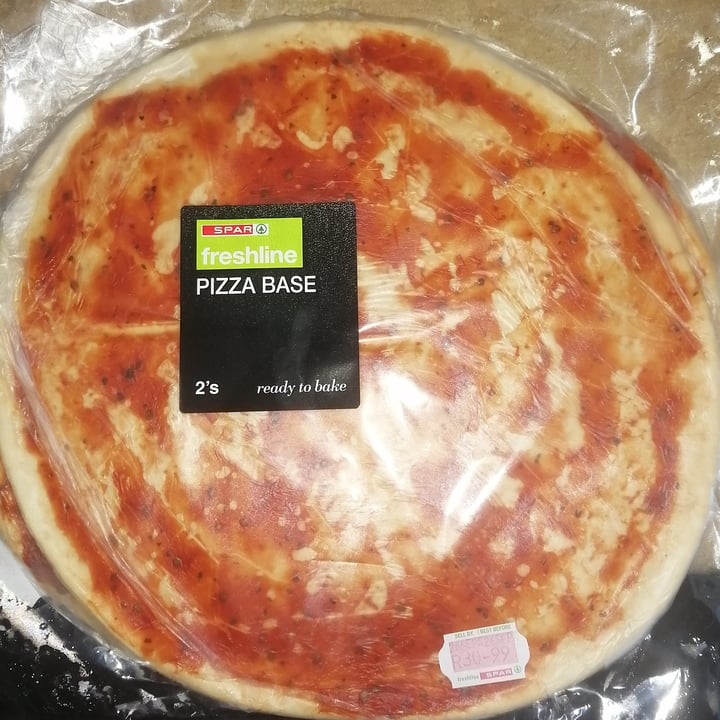 SPAR
freshline
PIZZA BASE
2's ready to bake
SELL BY BEST BEFORE
R30-99
freshline SPAR